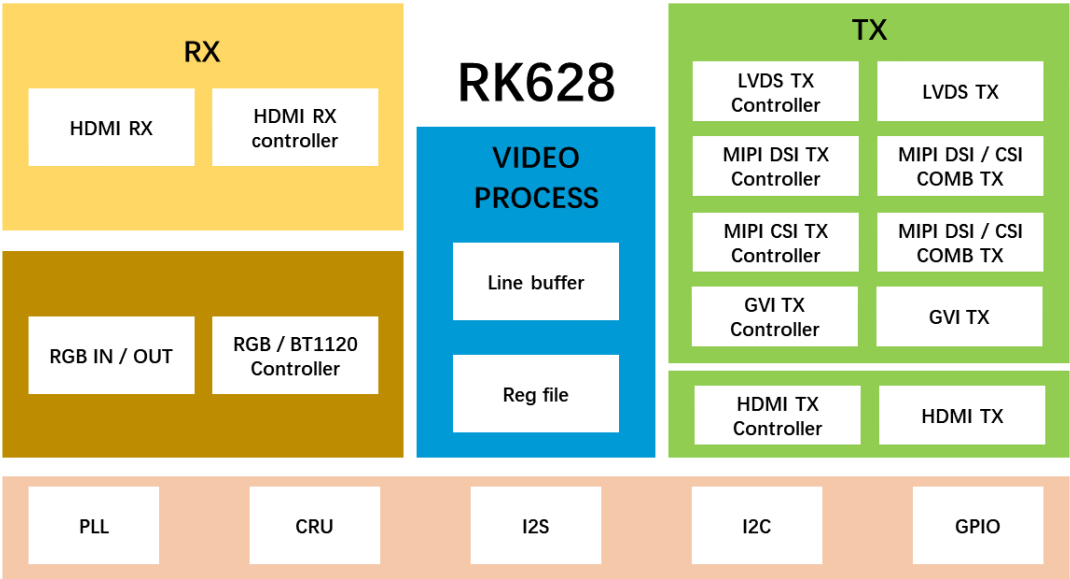 RX
HDMI RX
HDMI RX
controller
RGB IN / OUT
RGB / BT1120
Controller
RK628
VIDEO
PROCESS
Line buffer
Reg file
TX
LVDS TX
Controller
LVDS TX
MIPI DSI TX
Controller
MIPI DSI / CSI
COMB TX
MIPI CSI TX
Controller
MIPI DSI / CSI
COMB TX
GVI TX
Controller
GVI TX
HDMI TX
Controller
HDMI TX
PLL
CRU
I2S
I2C
GPIO